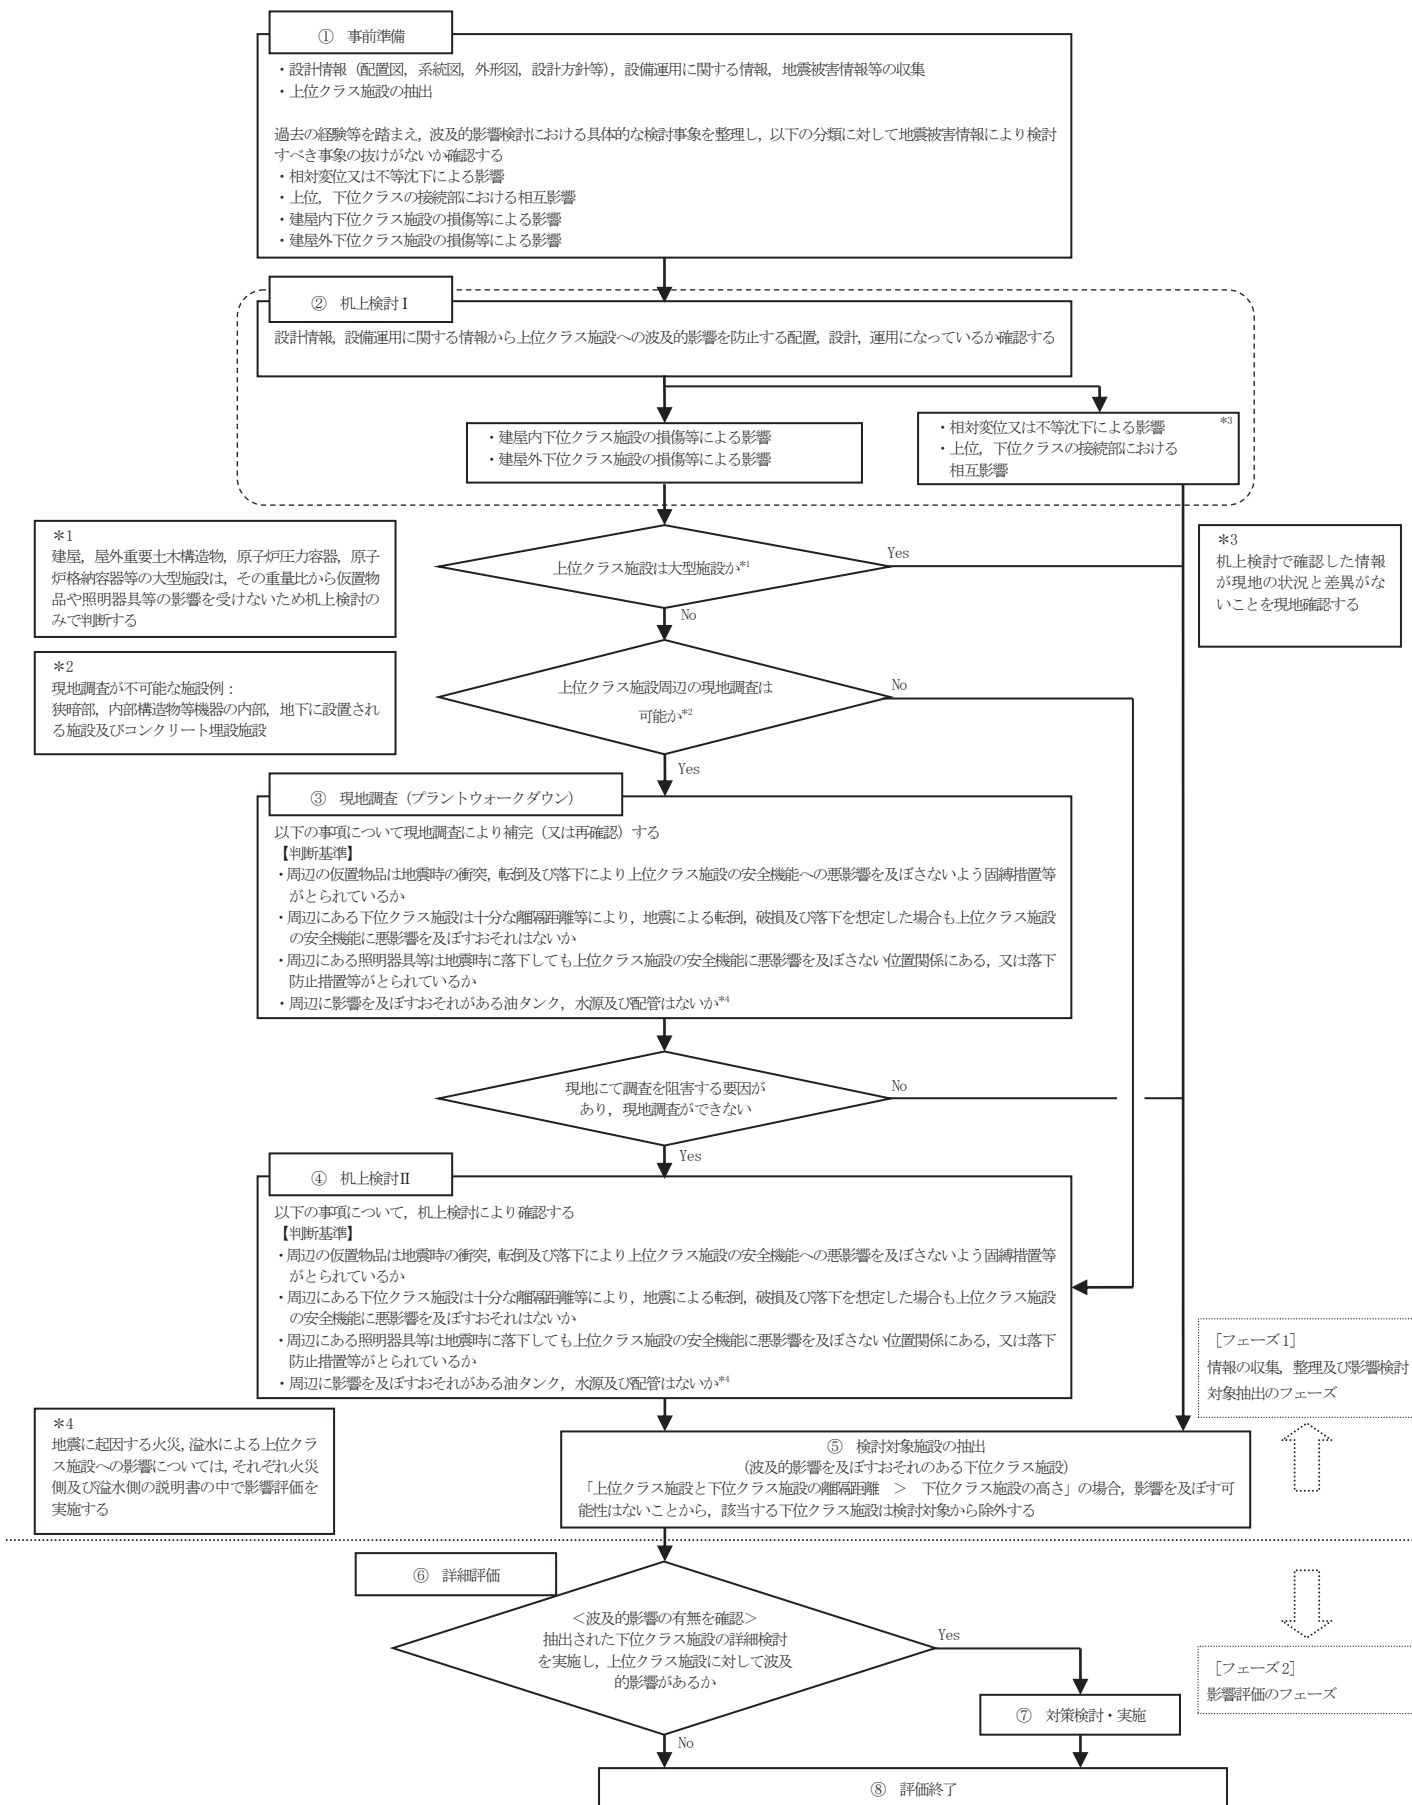 ① 事前準備
・設計情報（配置図，系統図，外形図，設計方針等），設備運用に関する情報，地震被害情報等の収集
・上位クラス施設の抽出
過去の経験等を踏まえ，波及的影響検討における具体的な検討事象を整理し，以下の分類に対して地震被害情報により検討
すべき事象の抜けがないか確認する
・相対変位又は不等沈下による影響
・上位，下位クラスの接続部における相互影響
・建屋内下位クラス施設の損傷等による影響
・建屋外下位クラス施設の損傷等による影響
② 机上検討Ⅰ
設計情報，設備運用に関する情報から上位クラス施設への波及的影響を防止する配置，設計，運用になっているか確認する
・建屋内下位クラス施設の損傷等による影響
・建屋外下位クラス施設の損傷等による影響
・相対変位又は不等沈下による影響 *3
・上位，下位クラスの接続部における
相互影響
*1
建屋，屋外重要土木構造物，原子炉圧力容器，原子
炉格納容器等の大型施設は，その重量比から仮置物
品や照明器具等の影響を受けないため机上検討の
みで判断する
上位クラス施設は大型施設か*1
Yes
No
*3
机上検討で確認した情報
が現地の状況と差異がな
いことを現地確認する
*2
現地調査が不可能な施設例：
狭暗部，内部構造物等機器の内部，地下に設置され
る施設及びコンクリート埋設施設
上位クラス施設周辺の現地調査は
可能か*2
No
Yes
③ 現地調査（プラントウォークダウン）
以下の事項について現地調査により補完（又は再確認）する
【判断基準】
・周辺の仮置物品は地震時の衝突，転倒及び落下により上位クラス施設の安全機能への悪影響を及ぼさないよう固縛措置等
がとられているか
・周辺にある下位クラス施設は十分な離隔距離等により，地震による転倒，破損及び落下を想定した場合も上位クラス施設
の安全機能に悪影響を及ぼすおそれはないか
・周辺にある照明器具等は地震時に落下しても上位クラス施設の安全機能に悪影響を及ぼさない位置関係にある，又は落下
防止措置等がとられているか
・周辺に影響を及ぼすおそれがある油タンク，水源及び配管はないか*4
現地にて調査を阻害する要因が
あり，現地調査ができない
No
Yes
④ 机上検討Ⅱ
以下の事項について，机上検討により確認する
【判断基準】
・周辺の仮置物品は地震時の衝突，転倒及び落下により上位クラス施設の安全機能への悪影響を及ぼさないよう固縛措置等
がとられているか
・周辺にある下位クラス施設は十分な離隔距離等により，地震による転倒，破損及び落下を想定した場合も上位クラス施設
の安全機能に悪影響を及ぼすおそれはないか
・周辺にある照明器具等は地震時に落下しても上位クラス施設の安全機能に悪影響を及ぼさない位置関係にある，又は落下
防止措置等がとられているか
・周辺に影響を及ぼすおそれがある油タンク，水源及び配管はないか*4
［フェーズ1］
情報の収集，整理及び影響検討
対象抽出のフェーズ
*4
地震に起因する火災，溢水による上位クラ
ス施設への影響については，それぞれ火災
側及び溢水側の説明書の中で影響評価を
実施する
⑤ 検討対象施設の抽出
（波及的影響を及ぼすおそれのある下位クラス施設）
「上位クラス施設と下位クラス施設の離隔距離 ＞ 下位クラス施設の高さ」の場合，影響を及ぼす可
能性はないことから，該当する下位クラス施設は検討対象から除外する
⑥ 詳細評価
＜波及的影響の有無を確認＞
抽出された下位クラス施設の詳細検討
を実施し，上位クラス施設に対して波及
的影響があるか
Yes
No
［フェーズ2］
影響評価のフェーズ
⑦ 対策検討・実施
⑧ 評価終了